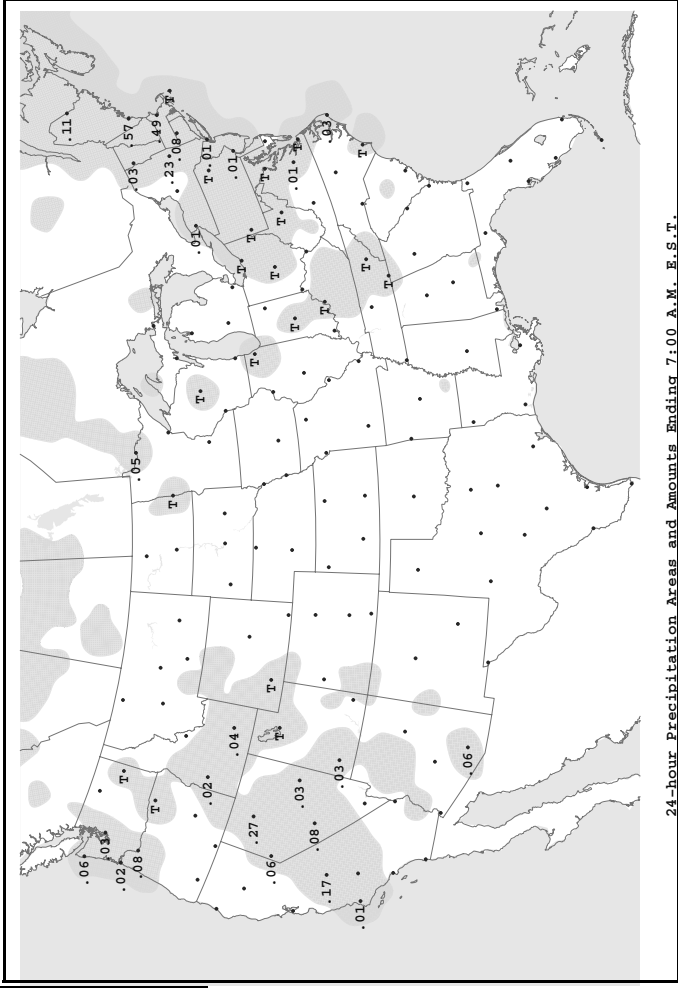 .11
.06
.03
.02
T
.57
.03
.05
.08
.49
T
T
.23
T
.08
.01
T
.01
T
.02
.01
.04
T
T
.27
T
T
T
.06
T
T
T
.01
T
T
.03
.08
T
.03
.17
.03
.01
T
T
T
.06
24-hour Precipitation Areas and Amounts Ending 7:00 A.M. E.S.T.